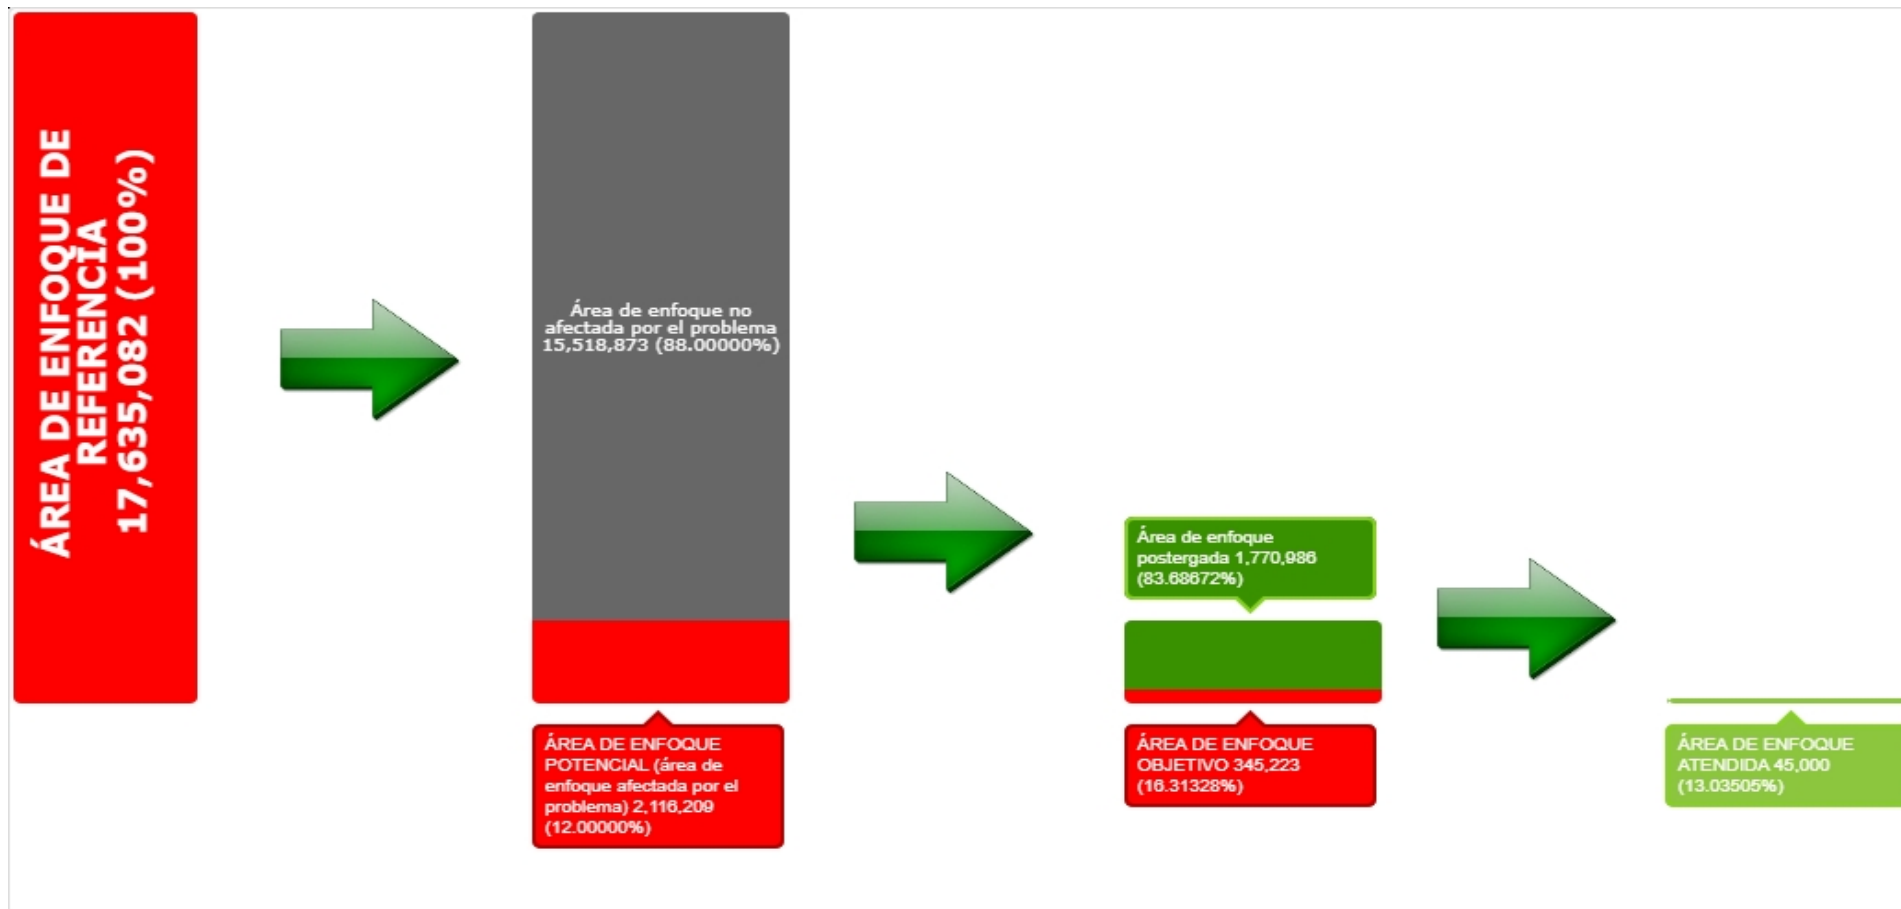 ÁREA DE ENFOQUE DE
REFERENCIA
17,635,082 (100%)
Área de enfoque no
afectada por el problema
15,518,873 (88.00000%)
ÁREA DE ENFOQUE
POTENCIAL (área de
enfoque afectada por el
problema) 2,116,209
(12.00000%)
Área de enfoque
postergada 1,770,986
(83.68672%)
ÁREA DE ENFOQUE
OBJETIVO 345,223
(16.31328%)
ÁREA DE ENFOQUE
ATENDIDA 45,000
(13.03505%)